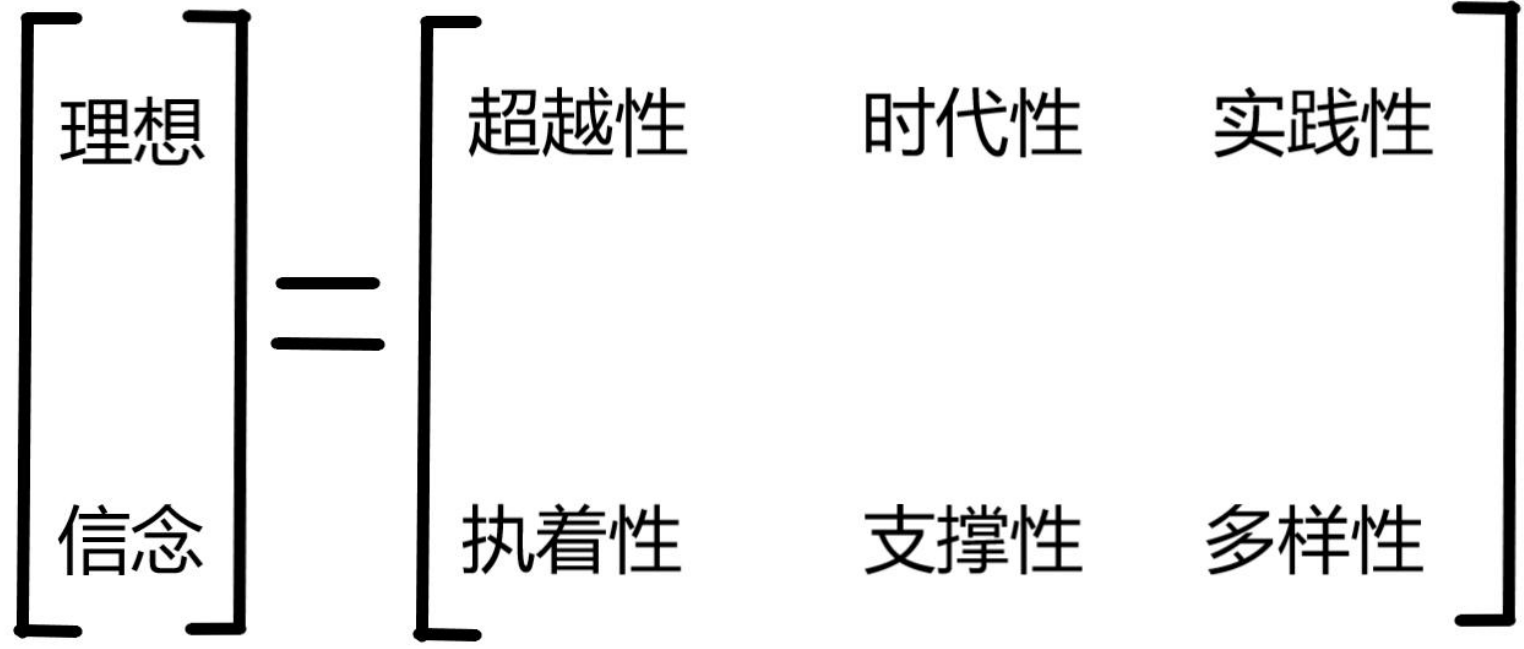 理想 = 超越性 时代性 实践性
信念 执着性 支撑性 多样性